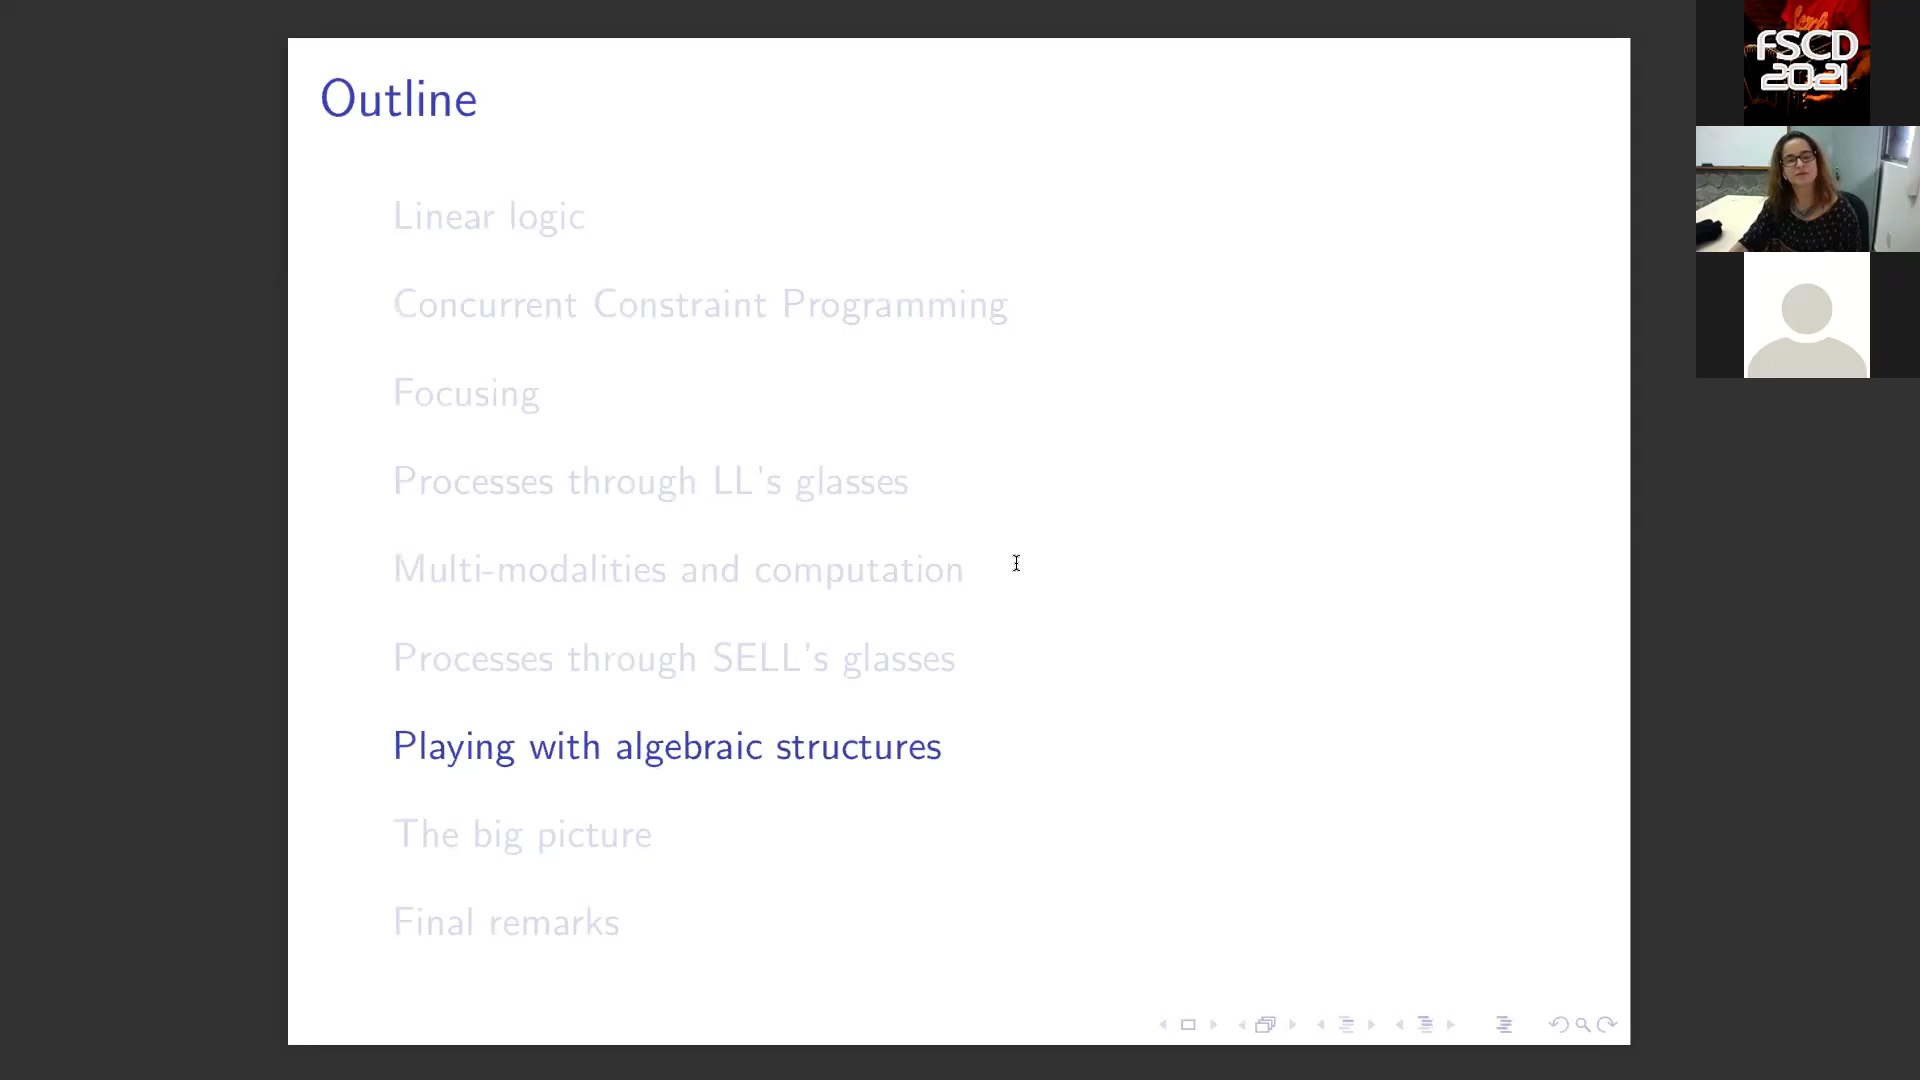 Outline
Linear logic
Concurrent Constraint Programming
Focusing
Processes through LL's glasses
Multi-modalities and computation
Processes through SELL's glasses
Playing with algebraic structures
The big picture
Final remarks
FSCD
2021